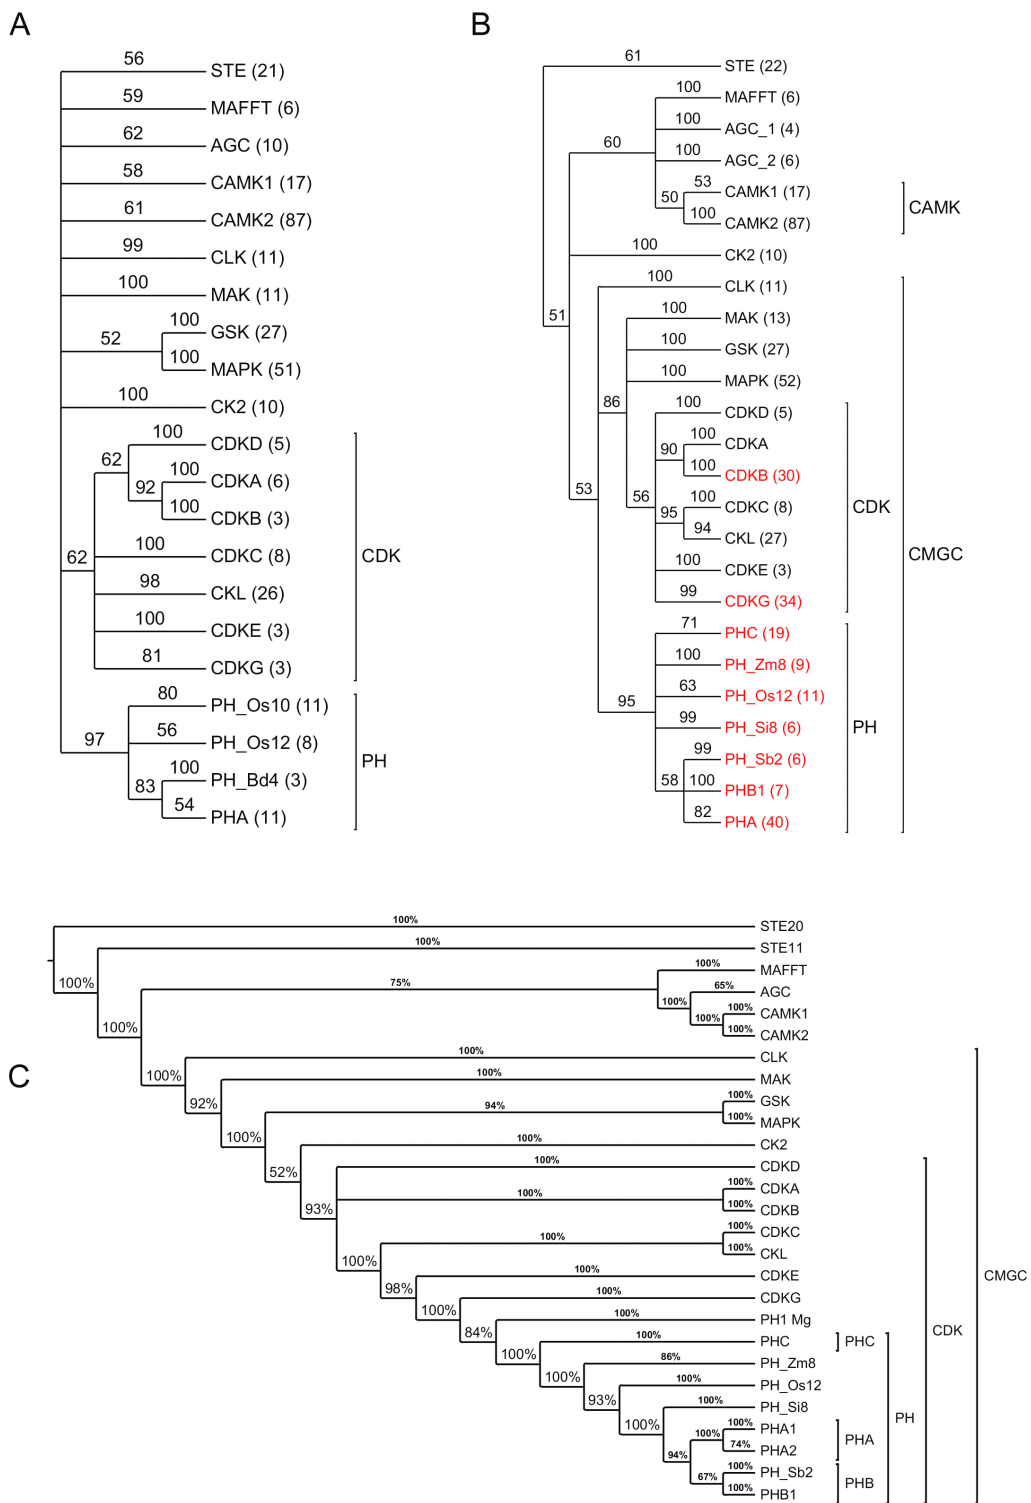 A
56
STE (21)
59
MAFFT (6)
62
AGC (10)
58
CAMK1 (17)
61
CAMK2 (87)
99
CLK (11)
100
MAK (11)
100
GSK (27)
52
100
MAPK (51)
100
CK2 (10)
100
CDKD (5)
62
100
CDKA (6)
92
100
CDKB (3)
100
CDKC (8)
62
CDK
98
CKL (26)
100
CDKE (3)
81
CDKG (3)
80
PH_Os10 (11)
97
56
PH_Os12 (8)
PH
100
PH_Bd4 (3)
83
54
PHA (11)
B
61
STE (22)
100
MAFFT (6)
100
AGC_1 (4)
60
100
AGC_2 (6)
53
CAMK1 (17)
50
CAMK
100
CAMK2 (87)
100
CK2 (10)
100
CLK (11)
51
100
MAK (13)
100
GSK (27)
100
MAPK (52)
86
100
CDKD (5)
100
CDKA
90
100
CDKB (30)
53
56
100
CDKC (8)
CDK
95
94
CKL (27)
CMGC
100
CDKE (3)
99
CDKG (34)
71
PHC (19)
100
PH_Zm8 (9)
95
63
PH_Os12 (11)
99
PH_Si8 (6)
PH
99
PH_Sb2 (6)
58
100
PHB1 (7)
82
PHA (40)
C
100%
STE20
100%
STE11
100%
100%
MAFFT
75%
65%
AGC
100%
100%
CAMK1
100%
100%
CAMK2
100%
100%
CLK
100%
100%
MAK
92%
100%
GSK
94%
100%
MAPK
100%
100%
CK2
52%
100%
CDKD
100%
CDKA
100%
100%
CDKB
93%
100%
CDKC
100%
100%
CKL
100%
100%
CDKE
98%
CMGC
100%
CDKG
100%
100%
PH1 Mg
84%
CDK
100%
PHC
PHC
100%
86%
PH_Zm8
100%
100%
PH_Os12
93%
100%
PH_Si8
PH
100%
100%
PHA1
100%
PHA
74%
PHA2
94%
100%
PH_Sb2
67%
PHB
100%
PHB1